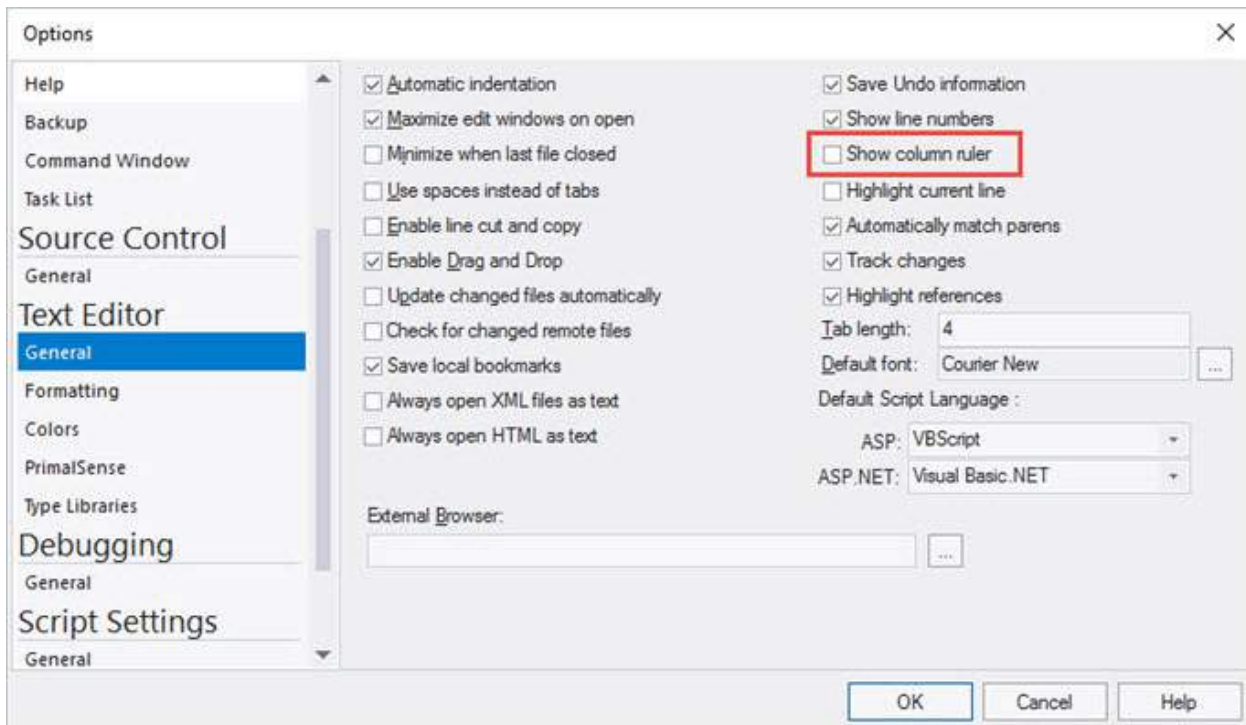 Options
Help
Backup
Command Window
Task List
Source Control
General
Text Editor
General
Formatting
Colors
PrimalSense
Type Libraries
Debugging
General
Script Settings
General
Automatic indentation
Maximize edit windows on open
Minimize when last file closed
Use spaces instead of tabs
Enable line cut and copy
Enable Drag and Drop
Update changed files automatically
Check for changed remote files
Save local bookmarks
Always open XML files as text
Always open HTML as text
External Browser:
...
Save Undo information
Show line numbers
Show column ruler
Highlight current line
Automatically match parens
Track changes
Highlight references
Tab length: 4
Default font: Courier New ...
Default Script Language :
ASP: VBScript
ASP.NET: Visual Basic.NET
OK Cancel Help